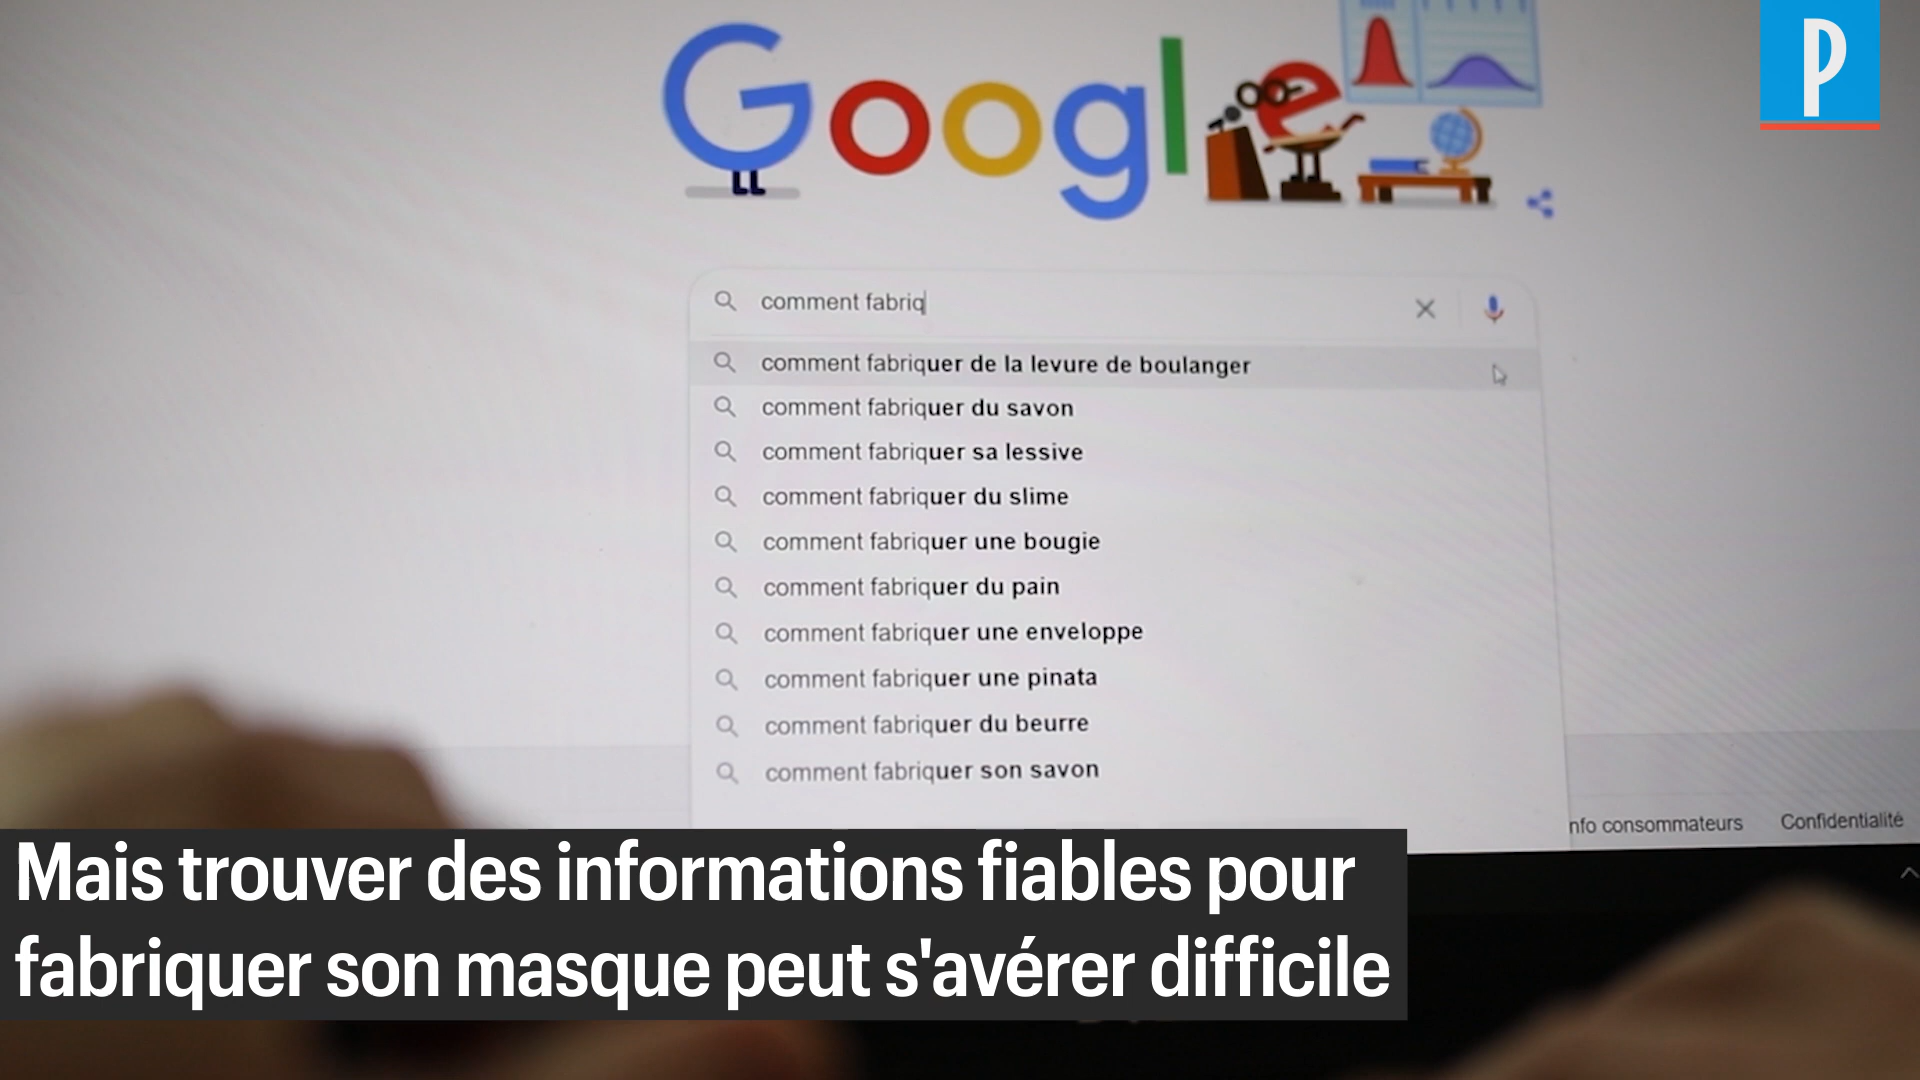 Google
P
comment fabriq
comment fabriquer de la levure de boulanger
comment fabriquer du savon
comment fabriquer sa lessive
comment fabriquer du slime
comment fabriquer une bougie
comment fabriquer du pain
comment fabriquer une enveloppe
comment fabriquer une pinata
comment fabriquer du beurre
comment fabriquer son savon
nfo consommateurs Confidentialité
Mais trouver des informations fiables pour
fabriquer son masque peut s'avérer difficile